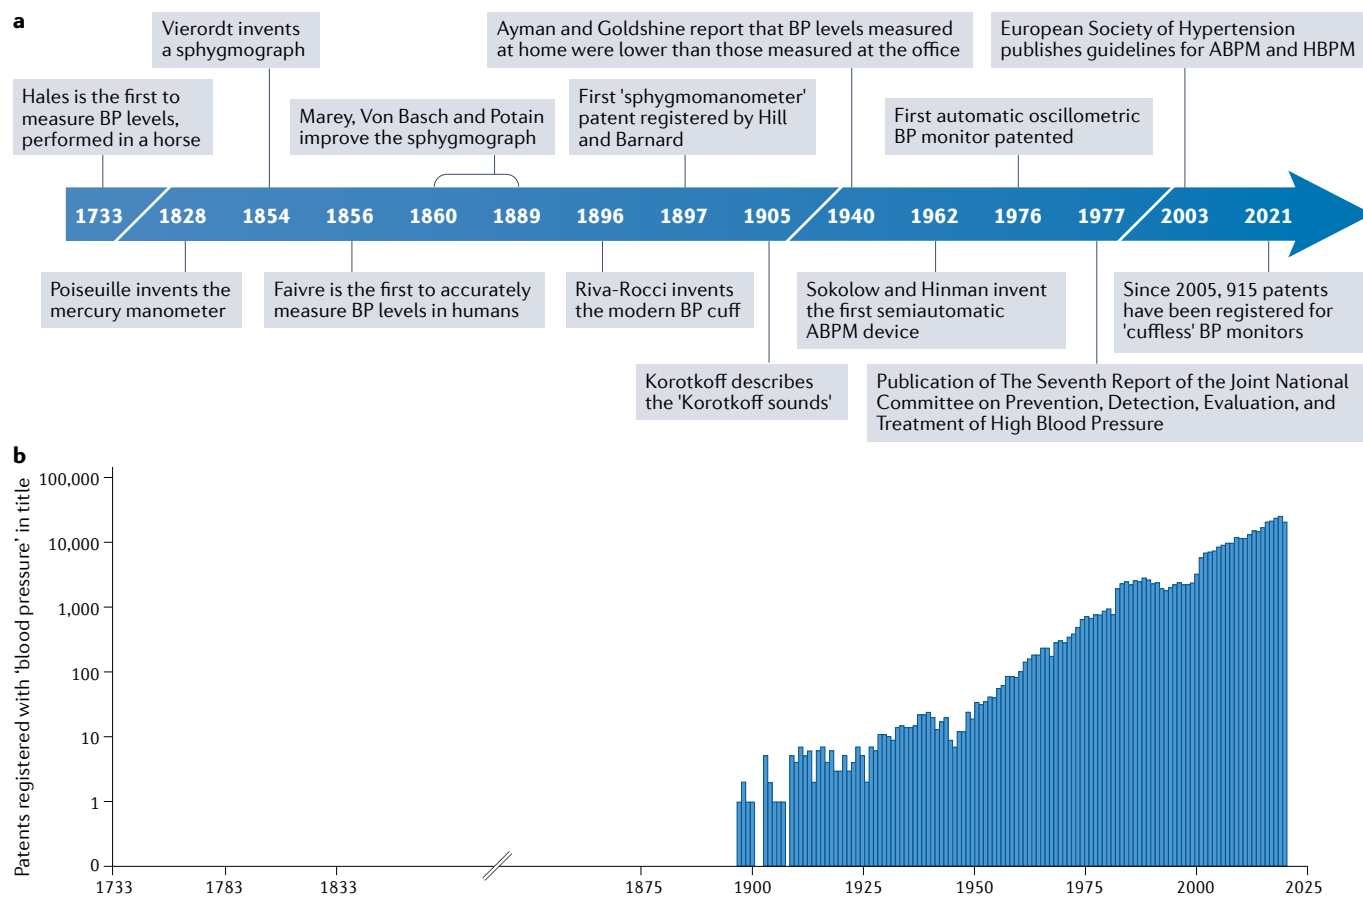 a
Vierordt invents
a sphygmograph
Ayman and Goldshine report that BP levels measured
at home were lower than those measured at the office
European Society of Hypertension
publishes guidelines for ABPM and HBPM
Hales is the first to
measure BP levels,
performed in a horse
Marey, Von Basch and Potain
improve the sphygmograph
First 'sphygmomanometer'
patent registered by Hill
and Barnard
First automatic oscillometric
BP monitor patented
1733 1828 1854 1856 1860 1889 1896 1897 1905 1940 1962 1976 1977 2003 2021
Poiseuille invents the
mercury manometer
Faivre is the first to accurately
measure BP levels in humans
Riva-Rocci invents
the modern BP cuff
Sokolow and Hinman invent
the first semiautomatic
ABPM device
Since 2005, 915 patents
have been registered for
'cuffless' BP monitors
Korotkoff describes
the 'Korotkoff sounds'
Publication of The Seventh Report of the Joint National
Committee on Prevention, Detection, Evaluation, and
Treatment of High Blood Pressure
b
Patents registered with 'blood pressure' in title
100,000
10,000
1,000
100
10
1
0
1733 1783 1833 1875 1900 1925 1950 1975 2000 2025